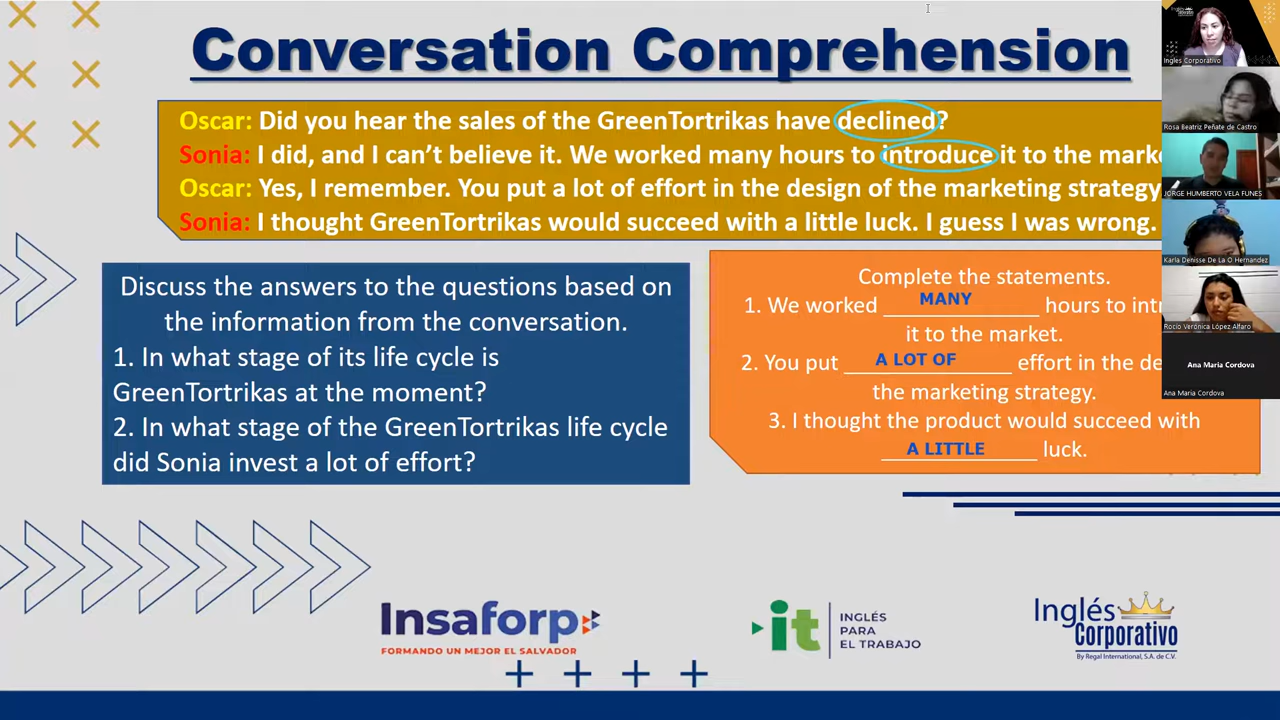 Conversation Comprehension
Oscar: Did you hear the sales of the GreenTortrikas have declined?
Sonia: I did, and I can't believe it. We worked many hours to introduce it to the marke
Oscar: Yes, I remember. You put a lot of effort in the design of the marketing strategy.
Sonia: I thought GreenTortrikas would succeed with a little luck. I guess I was wrong.
Discuss the answers to the questions based on
the information from the conversation.
1. In what stage of its life cycle is
GreenTortrikas at the moment?
2. In what stage of the GreenTortrikas life cycle
did Sonia invest a lot of effort?
Complete the statements.
1. We worked MANY hours to intr
it to the market.
2. You put A LOT OF effort in the de
the marketing strategy.
3. I thought the product would succeed with
A LITTLE luck.
Insaforp
FORMANDO UN MEJOR EL SALVADOR
it
INGLÉS
PARA
EL TRABAJO
Inglés
Corporativo
By Regal International, S.A. de C.V.
Ingles Corporativo
Rosa Beatriz Peñate de Castro
JORGE HUMBERTO VELA FUNES
Karla Denisse De La O Hernandez
Rocío Verónica López Alfaro
Ana Maria Cordova
Ana Maria Cordova